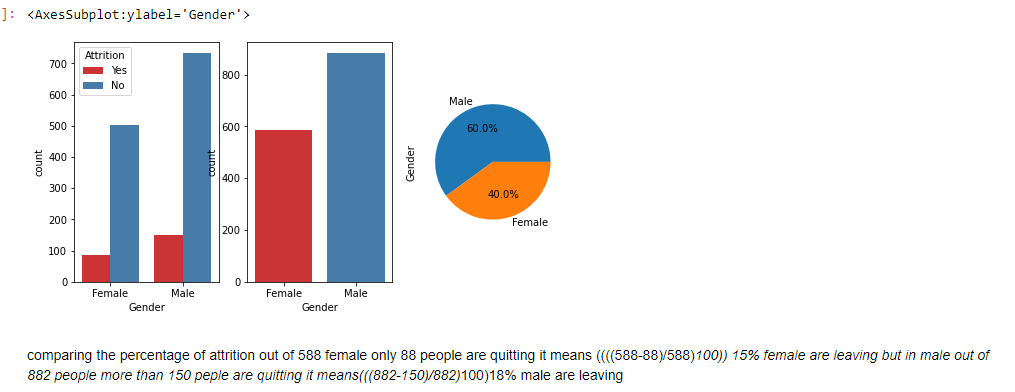 ]: <AxesSubplot:ylabel='Gender'>
Attrition
Yes
No
700
600
500
400
300
200
100
0
count
Female Male
Gender
800
600
400
200
0
count
Female Male
Gender
Male
60.0%
40.0%
Female
Gender
comparing the percentage of attrition out of 588 female only 88 people are quitting it means ((((588-88)/588)100)) 15% female are leaving but in male out of
882 people more than 150 peple are quitting it means(((882-150)/882)100)18% male are leaving